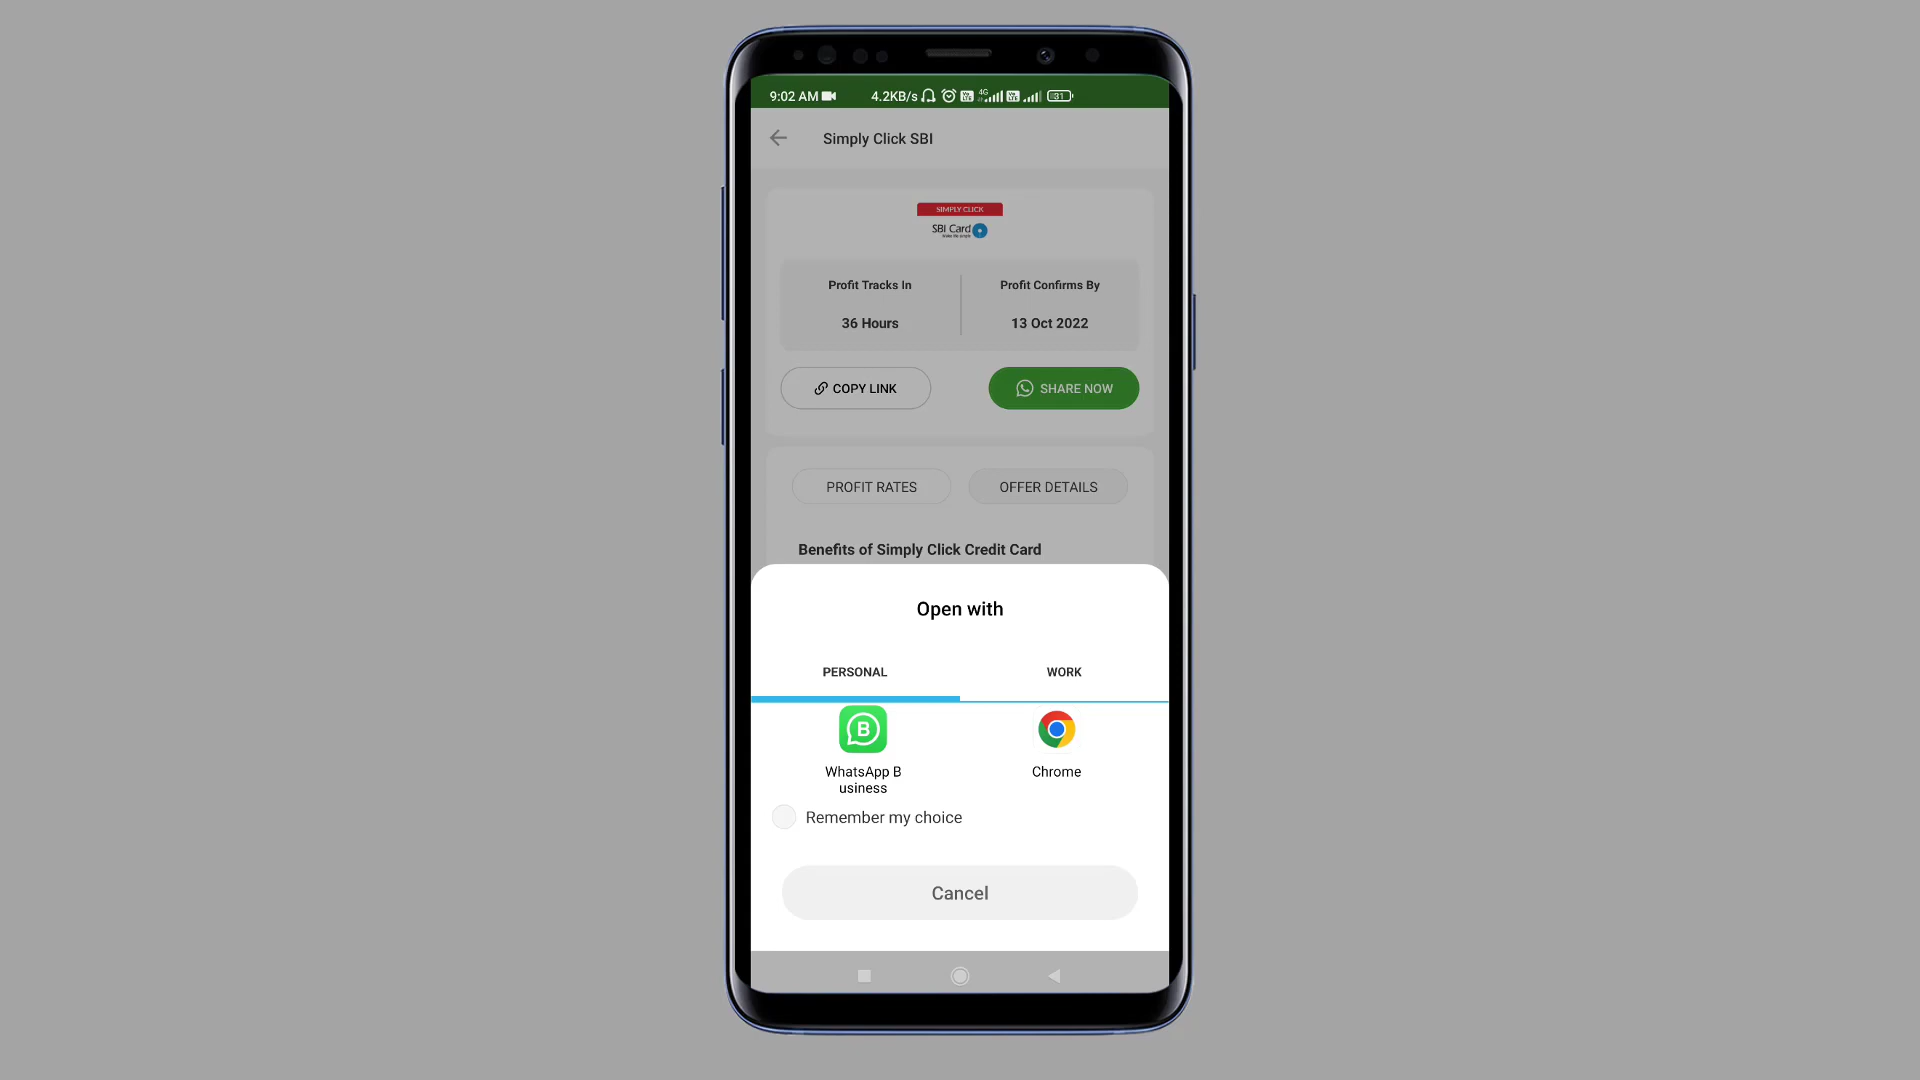 9:02 AM 4.2KB/s 4G 31
Simply Click SBI
SIMPLY CLICK
SBI Card
Profit Tracks In
Profit Confirms By
36 Hours
13 Oct 2022
COPY LINK
SHARE NOW
PROFIT RATES
OFFER DETAILS
Benefits of Simply Click Credit Card
Open with
PERSONAL
WORK
B
WhatsApp B
usiness
Chrome
Remember my choice
Cancel